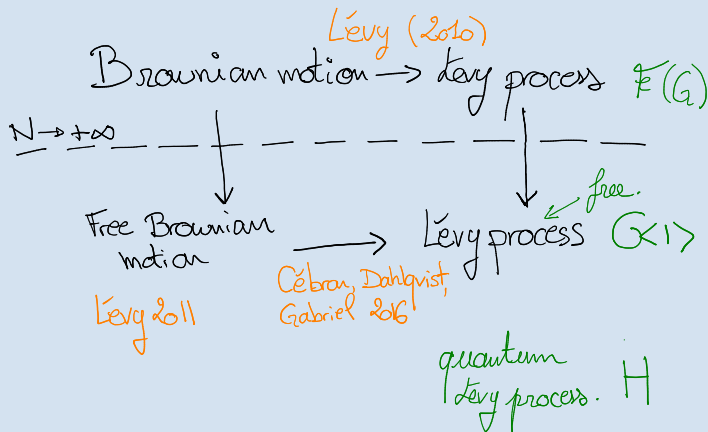 Lévy (2010)
Brownian motion → Lévy process F(G)
N → +∞
free.
Free Brownian motion → Lévy process G<1>
Lévy 2011
Cébron, Dahlqvist,
Gabriel 2016
quantum
Lévy process. H